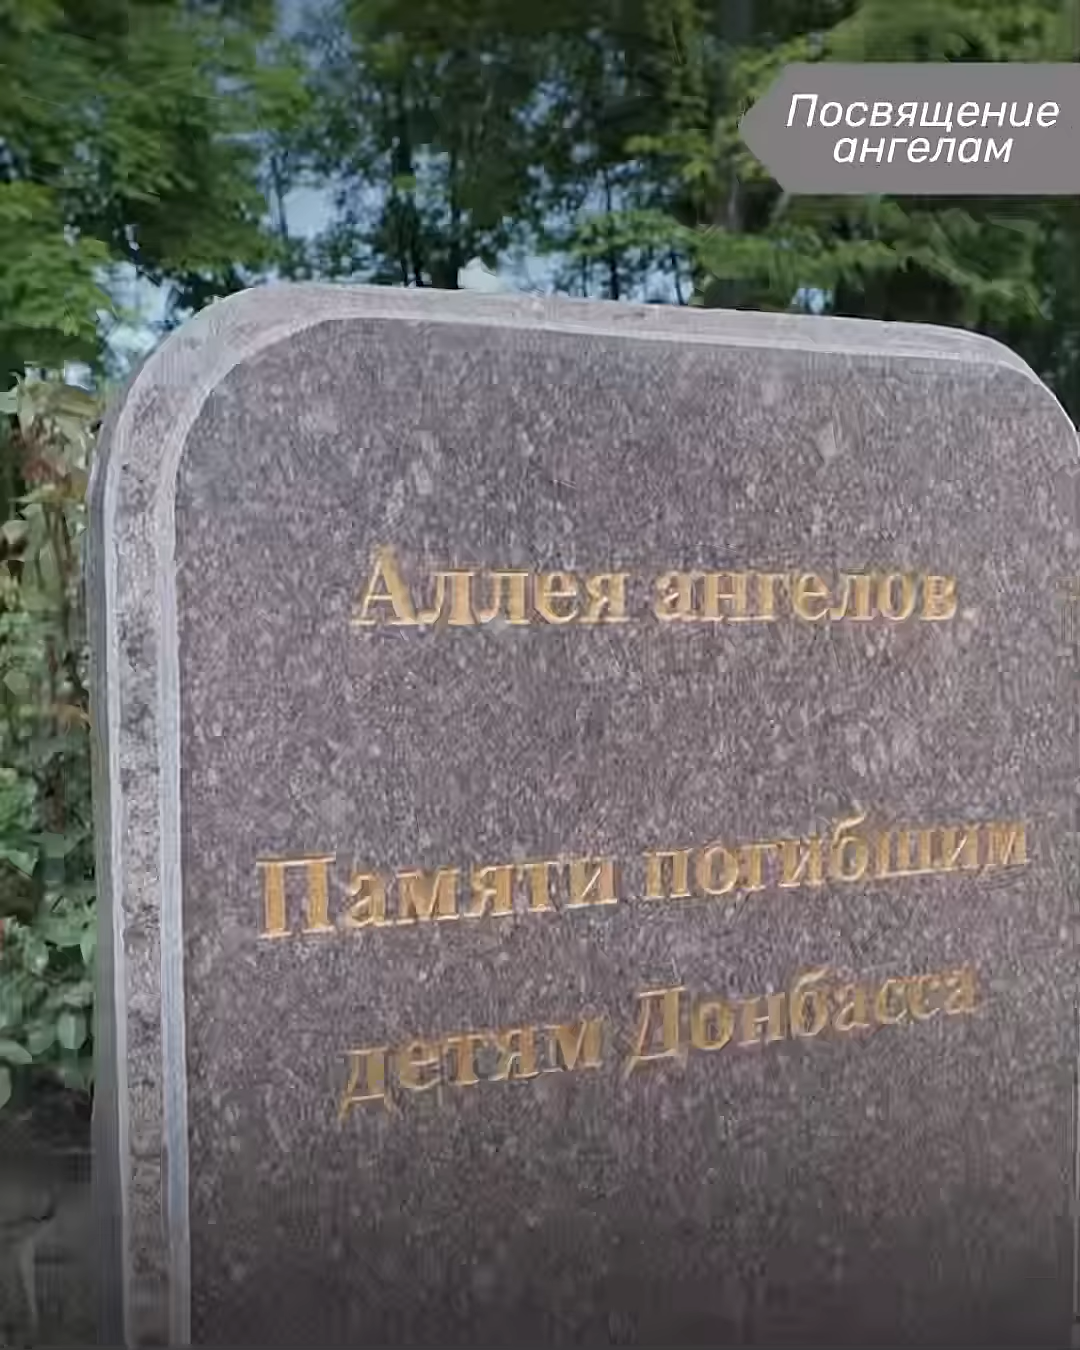 Посвящение
ангелам
Аллея ангелов
Памяти погибшим
детям Донбасса